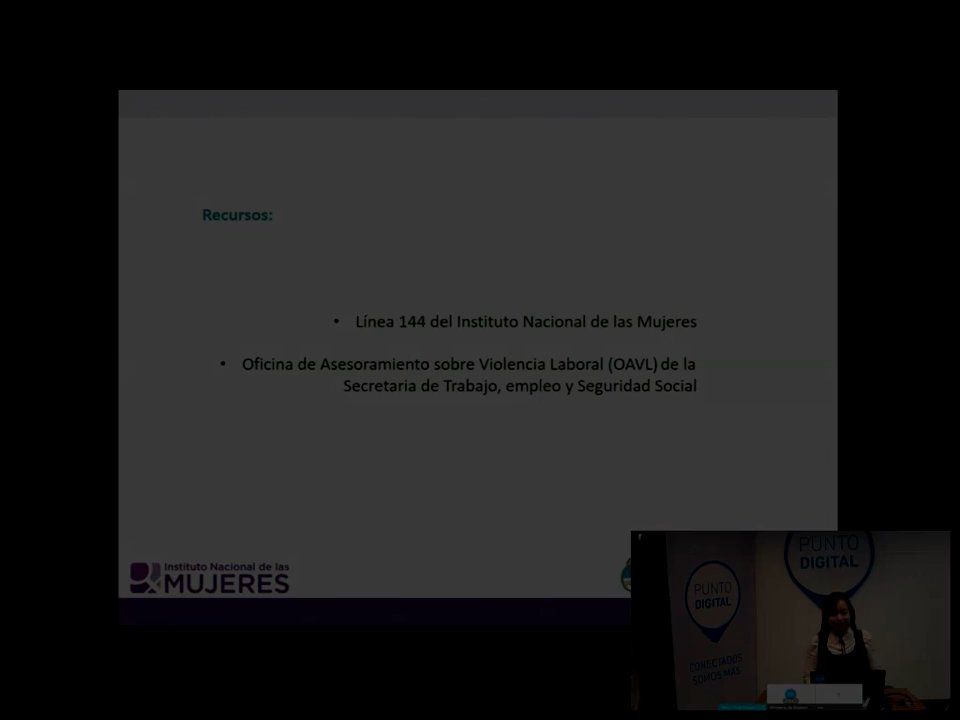 Recursos:
• Línea 144 del Instituto Nacional de las Mujeres
• Oficina de Asesoramiento sobre Violencia Laboral (OAVL) de la
Secretaria de Trabajo, empleo y Seguridad Social
Instituto Nacional de las
MUJERES
PUNTO
DIGITAL
CONECTADOS
SOMOS MÁS
PUNTO
DIGITAL